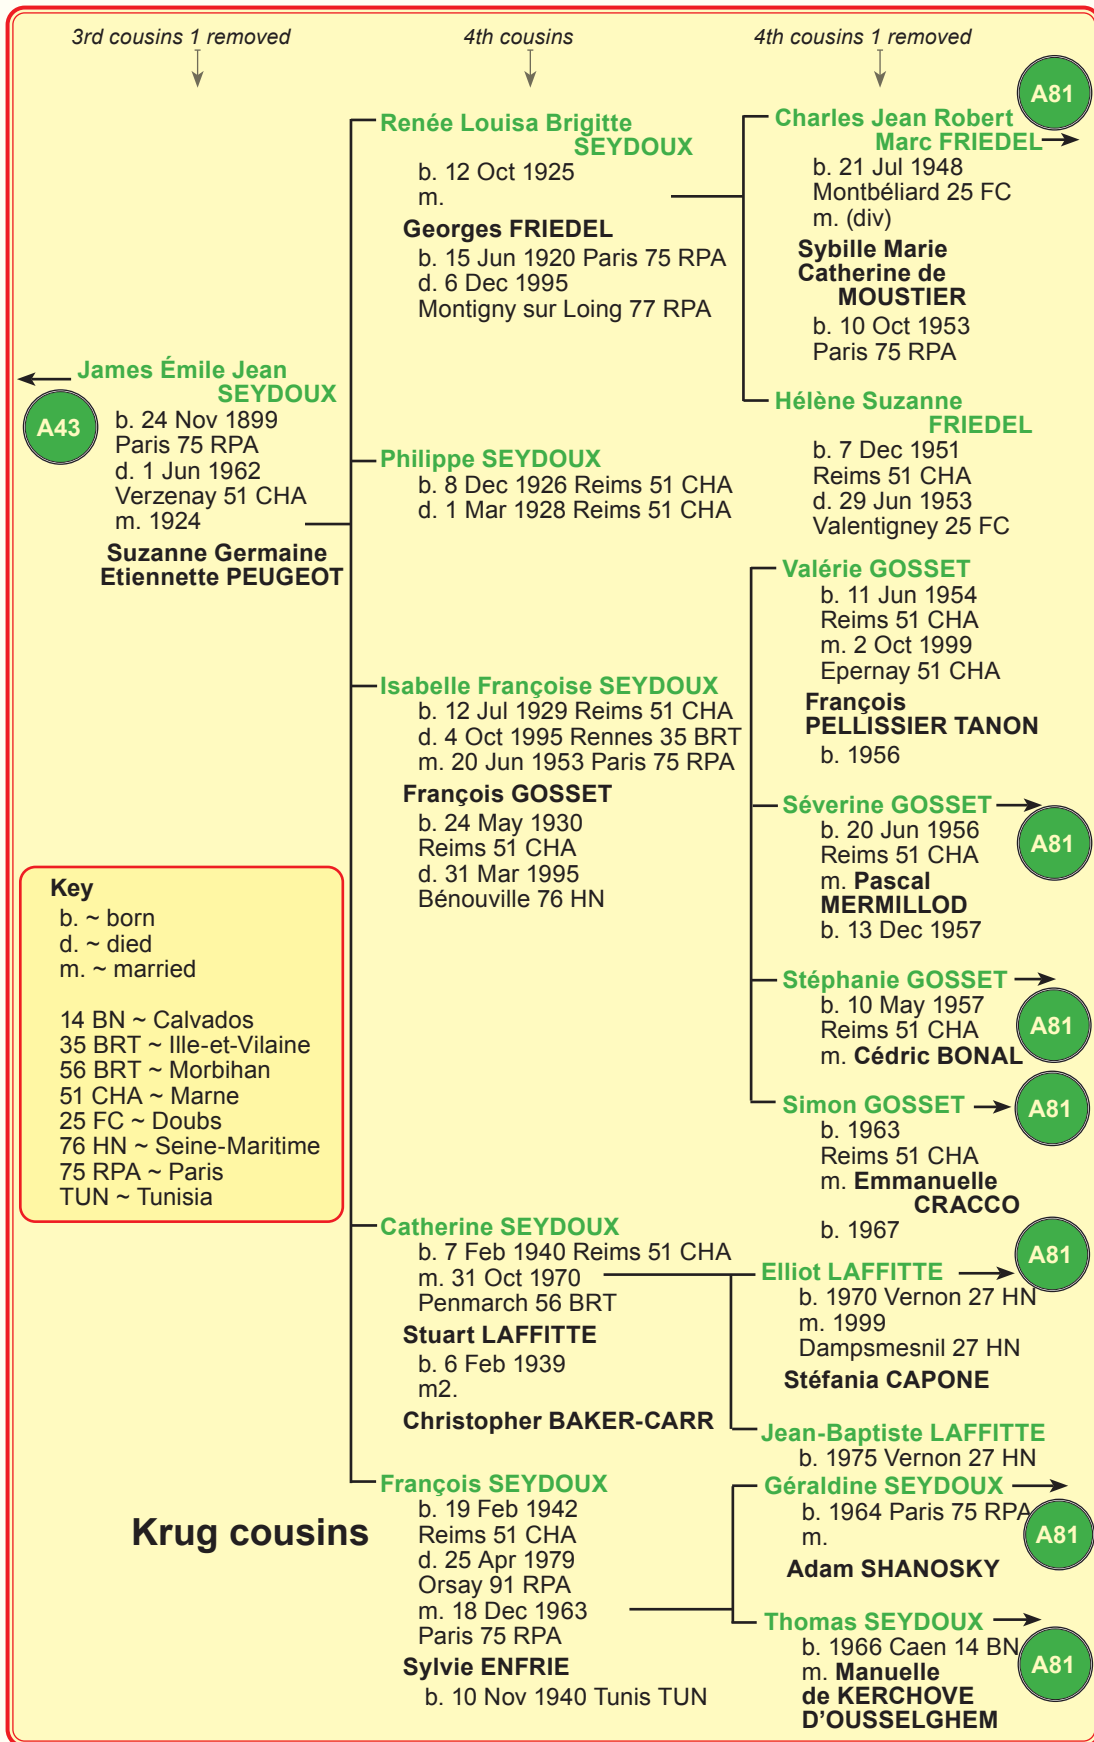 3rd cousins 1 removed
4th cousins
4th cousins 1 removed
James Émile Jean
SEYDOUX
A43
b. 24 Nov 1899
Paris 75 RPA
d. 1 Jun 1962
Verzenay 51 CHA
m. 1924
Suzanne Germaine
Etiennette PEUGEOT
Key
b. ~ born
d. ~ died
m. ~ married
14 BN ~ Calvados
35 BRT ~ Ille-et-Vilaine
56 BRT ~ Morbihan
51 CHA ~ Marne
25 FC ~ Doubs
76 HN ~ Seine-Maritime
75 RPA ~ Paris
TUN ~ Tunisia
Krug cousins
Renée Louisa Brigitte
SEYDOUX
b. 12 Oct 1925
m.
Georges FRIEDEL
b. 15 Jun 1920 Paris 75 RPA
d. 6 Dec 1995
Montigny sur Loing 77 RPA
Philippe SEYDOUX
b. 8 Dec 1926 Reims 51 CHA
d. 1 Mar 1928 Reims 51 CHA
Isabelle Françoise SEYDOUX
b. 12 Jul 1929 Reims 51 CHA
d. 4 Oct 1995 Rennes 35 BRT
m. 20 Jun 1953 Paris 75 RPA
François GOSSET
b. 24 May 1930
Reims 51 CHA
d. 31 Mar 1995
Bénouville 76 HN
Catherine SEYDOUX
b. 7 Feb 1940 Reims 51 CHA
m. 31 Oct 1970
Penmarch 56 BRT
Stuart LAFFITTE
b. 6 Feb 1939
m2.
Christopher BAKER-CARR
François SEYDOUX
b. 19 Feb 1942
Reims 51 CHA
d. 25 Apr 1979
Orsay 91 RPA
m. 18 Dec 1963
Paris 75 RPA
Sylvie ENFRIE
b. 10 Nov 1940 Tunis TUN
A81
Charles Jean Robert
Marc FRIEDEL
b. 21 Jul 1948
Montbéliard 25 FC
m. (div)
Sybille Marie
Catherine de
MOUSTIER
b. 10 Oct 1953
Paris 75 RPA
Hélène Suzanne
FRIEDEL
b. 7 Dec 1951
Reims 51 CHA
d. 29 Jun 1953
Valentigney 25 FC
Valérie GOSSET
b. 11 Jun 1954
Reims 51 CHA
m. 2 Oct 1999
Epernay 51 CHA
François
PELLISSIER TANON
b. 1956
Séverine GOSSET
A81
b. 20 Jun 1956
Reims 51 CHA
m. Pascal
MERMILLOD
b. 13 Dec 1957
Stéphanie GOSSET
A81
b. 10 May 1957
Reims 51 CHA
m. Cédric BONAL
Simon GOSSET
A81
b. 1963
Reims 51 CHA
m. Emmanuelle
CRACCO
b. 1967
Elliot LAFFITTE
A81
b. 1970 Vernon 27 HN
m. 1999
Dampsmesnil 27 HN
Stéfania CAPONE
Jean-Baptiste LAFFITTE
b. 1975 Vernon 27 HN
Géraldine SEYDOUX
A81
b. 1964 Paris 75 RPA
m.
Adam SHANOSKY
Thomas SEYDOUX
A81
b. 1966 Caen 14 BN
m. Manuelle
de KERCHOVE
D'OUSSELGHEM